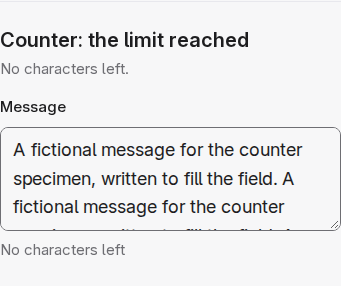 Counter: the limit reached
No characters left.
Message
A fictional message for the counter
specimen, written to fill the field. A
fictional message for the counter
No characters left